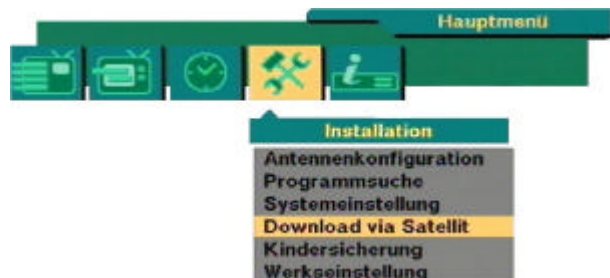 Hauptmenü
Installation
Antennenkonfiguration
Programmsuche
Systemeinstellung
Download via Satellit
Kindersicherung
Werkseinstellung